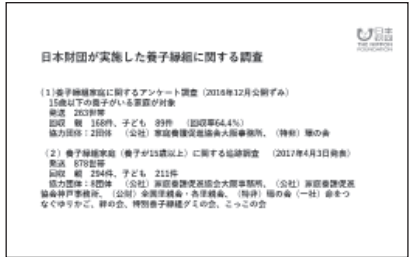 日本財団
THE NIPPON
FOUNDATION
日本財団が実施した養子縁組に関する調査
(1)養子縁組家庭に関するアンケート調査（2016年12月公開ずみ）
15歳以下の養子がいる家庭が対象
発送 263世帯
回収 親 168件、子ども 89件 （回収率64.4%）
協力団体：2団体 （公社）家庭養護促進協会大阪事務所、（特非）環の会
（2）養子縁組家庭（養子が15歳以上）に関する追跡調査 （2017年4月3日発表）
発送 878世帯
回収 親 294件、子ども 211件
協力団体：8団体 （公社）家庭養護促進協会大阪事務所、（公社）家庭養護促進
協会神戸事務所、（公財）全国里親会・各里親会、（特非）環の会（一社）命をつ
なぐゆりかご、絆の会、特別養子縁組グミの会、こっこの会